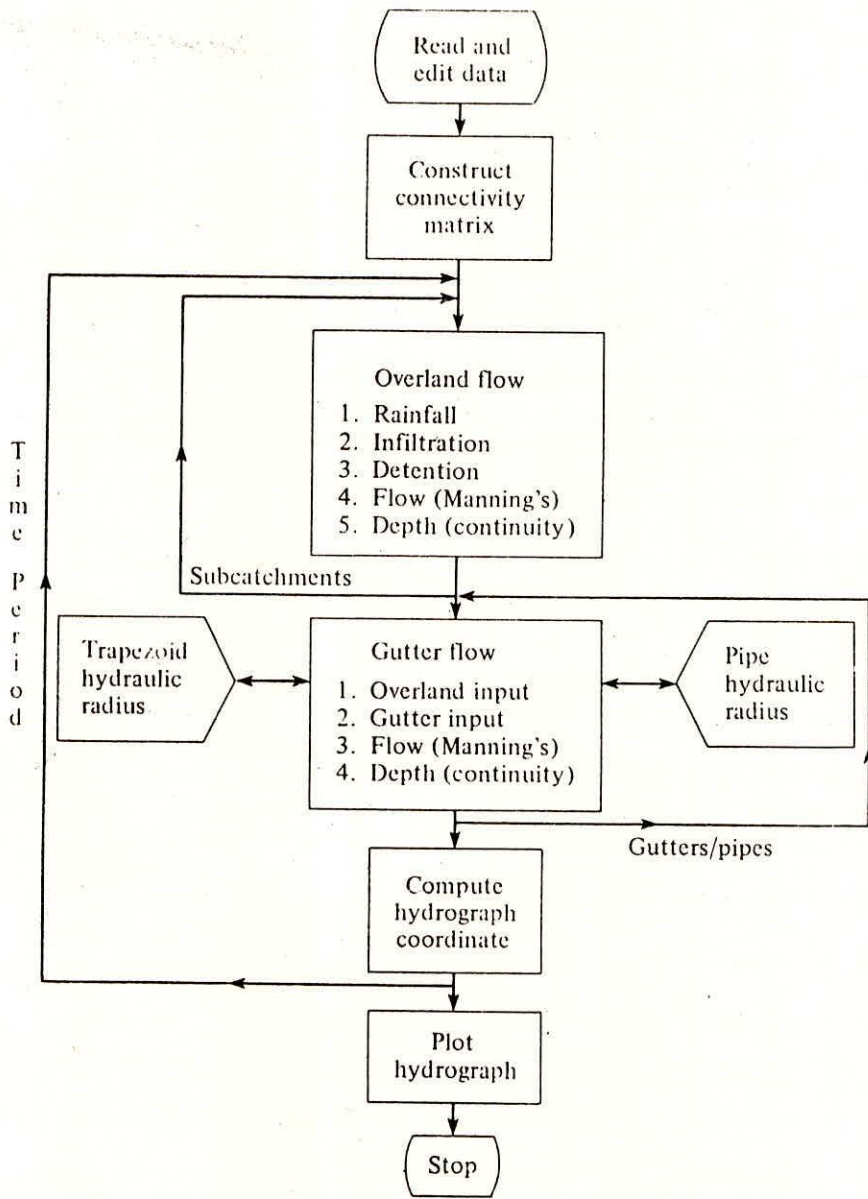 Read and
edit data
Construct
connectivity
matrix
Overland flow
1. Rainfall
2. Infiltration
3. Detention
4. Flow (Manning's)
5. Depth (continuity)
Time Period
Subcatchments
Trapezoid
hydraulic
radius
Gutter flow
1. Overland input
2. Gutter input
3. Flow (Manning's)
4. Depth (continuity)
Pipe
hydraulic
radius
Gutters/pipes
Compute
hydrograph
coordinate
Plot
hydrograph
Stop